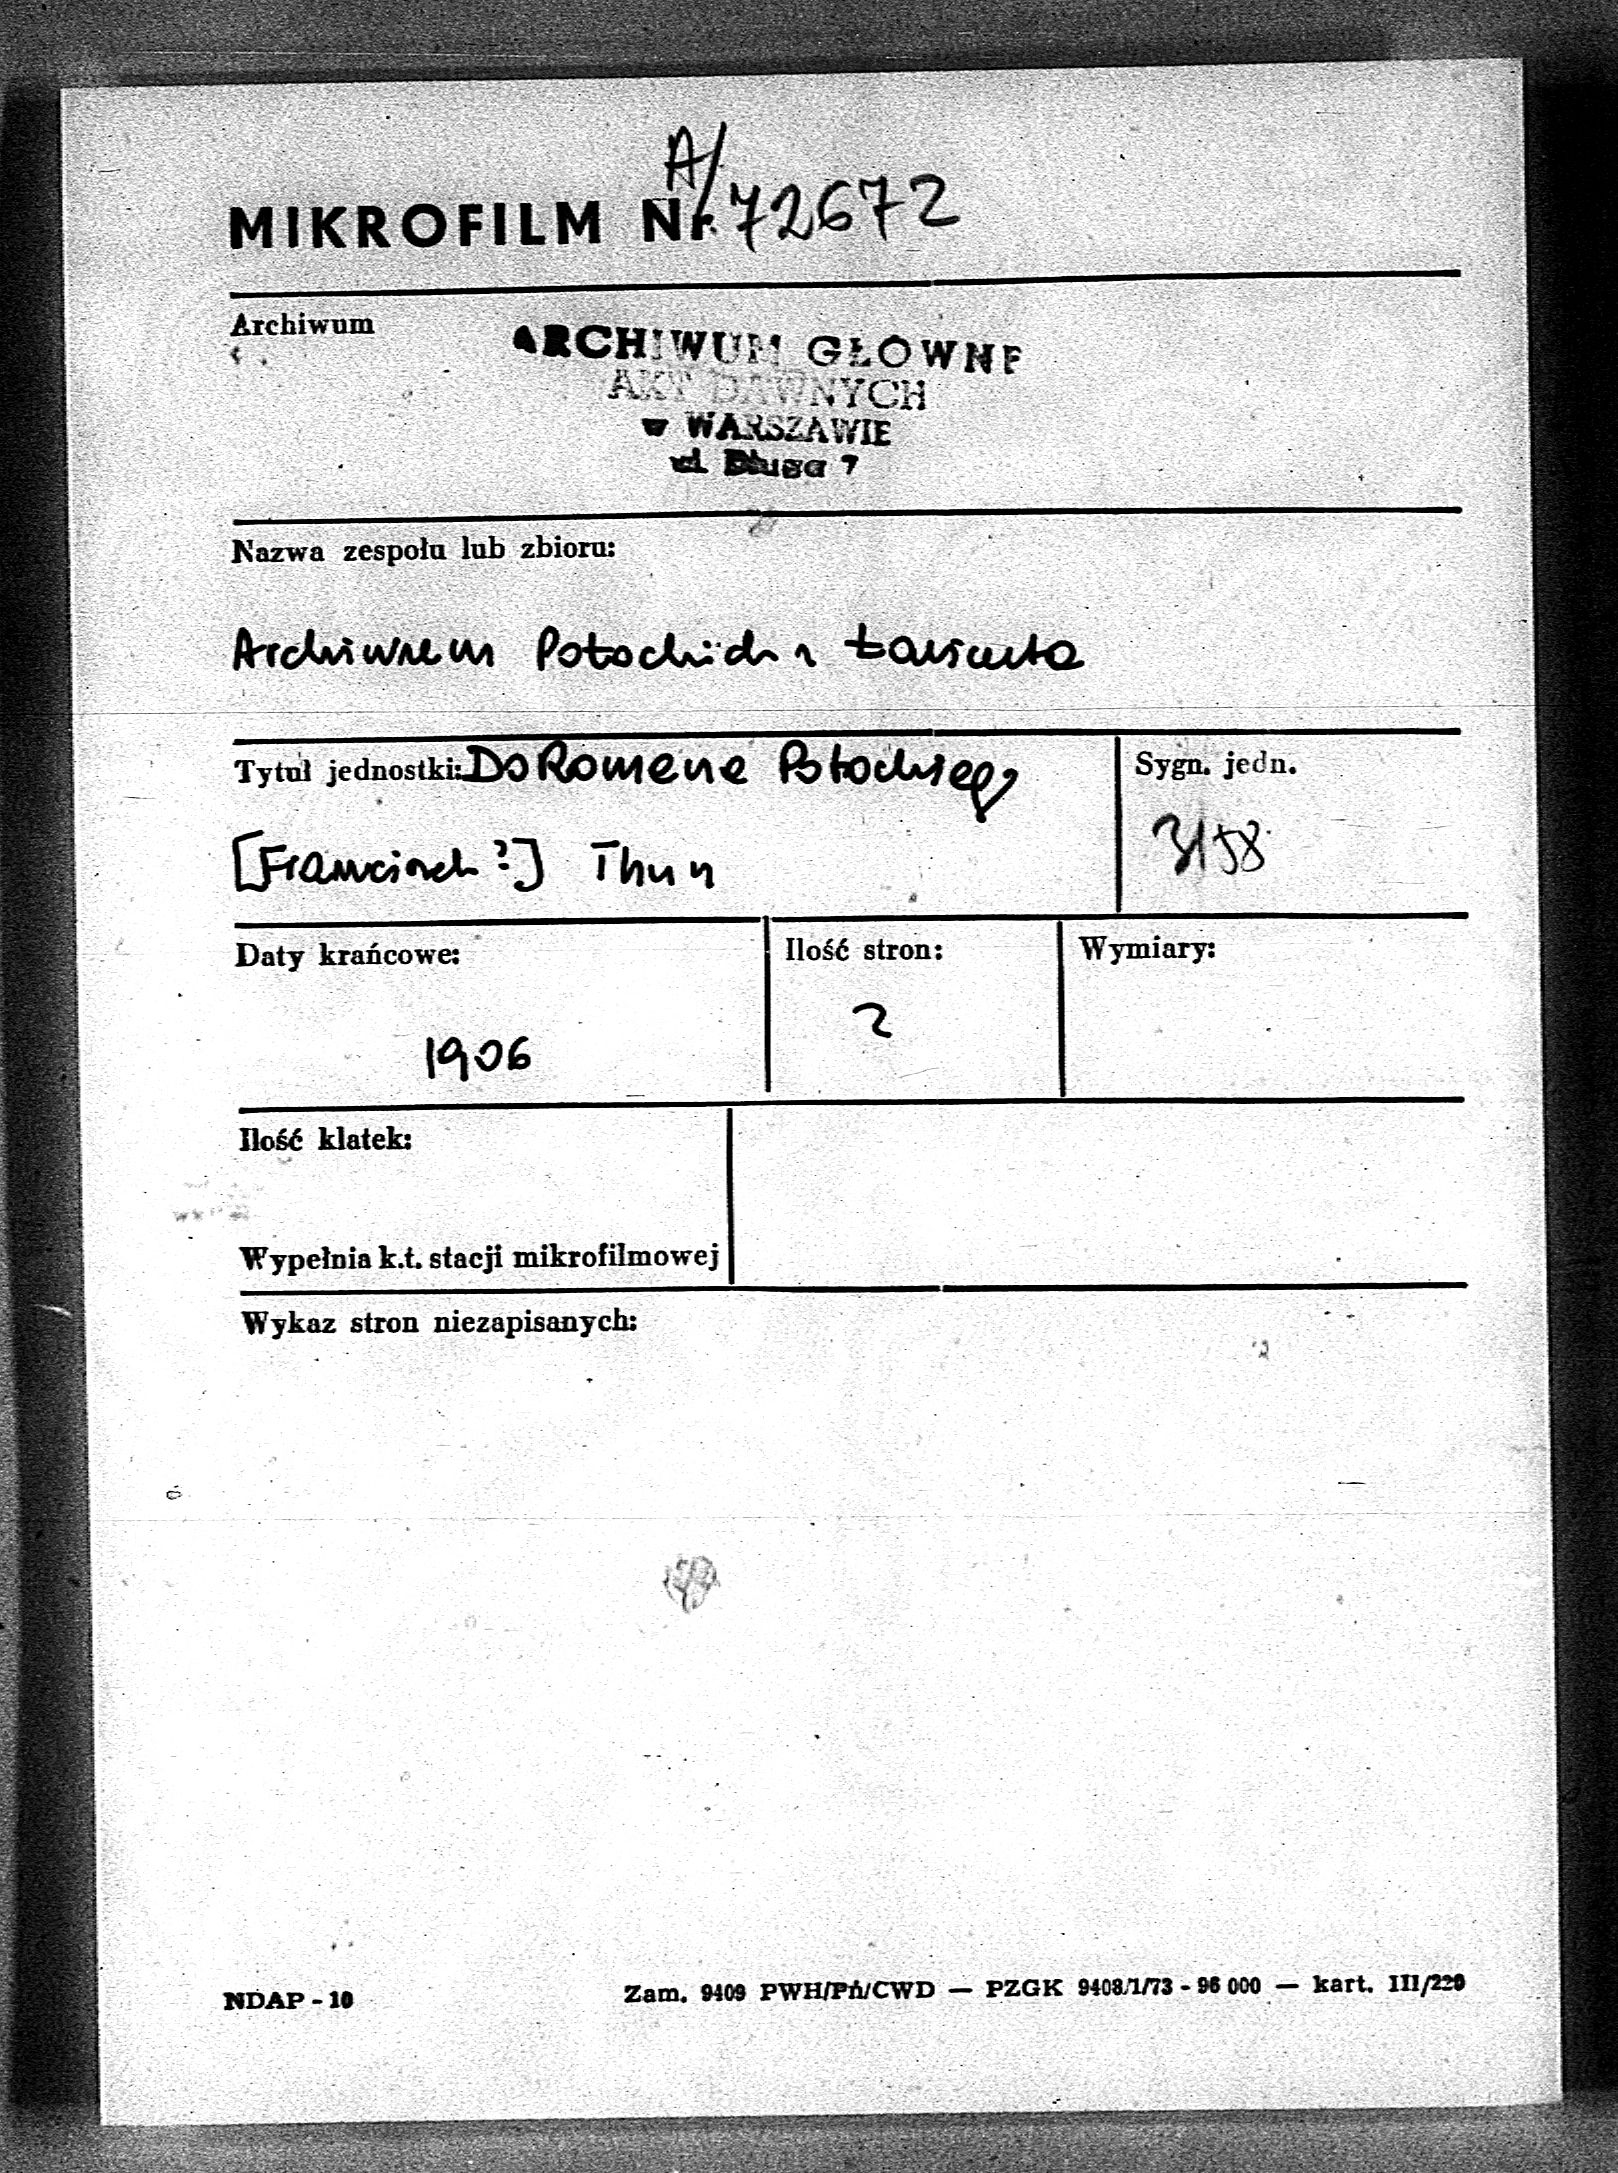 A/
MIKROFILM Nr. 72672
Archiwum
ARCHIWUM GŁÓWNE
AKT DAWNYCH
w WARSZAWIE
ul. Długa 7
Nazwa zespołu lub zbioru:
Archiwum Potockich z Łańcuta
Tytuł jednostki: Do Romana Potockiego
Sygn. jedn.
[Franciszek?] Thun
3158
Daty krańcowe:
Ilość stron:
Wymiary:
2
1906
Ilość klatek:
Wypełnia k.t. stacji mikrofilmowej
Wykaz stron niezapisanych:
NDAP - 10
Zam. 9409 PWH/Pń/CWD — PZGK 9408/1/73 - 96 000 — kart. III/220